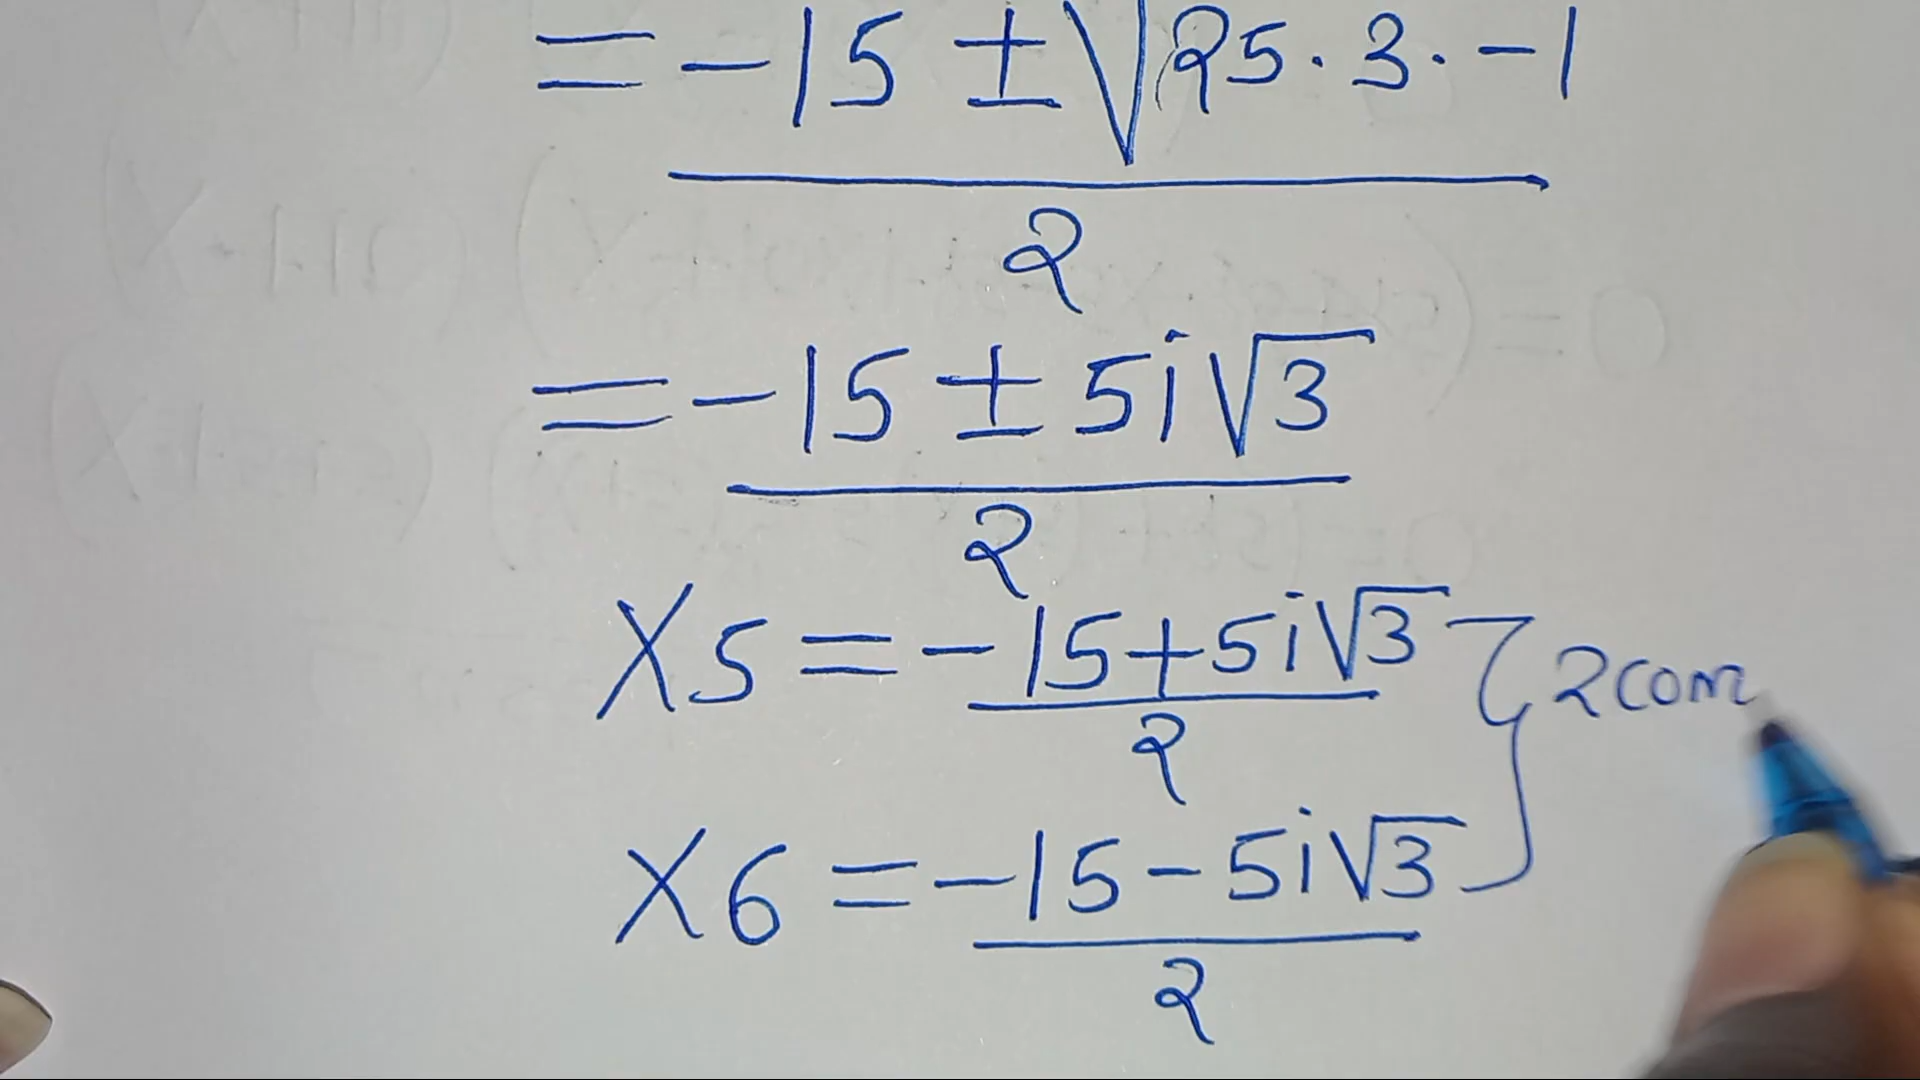 = -15 ± √25 · 3 · -1
2
= -15 ± 5i√3
2
X5 = -15+5i√3
2
2com
X6 = -15-5i√3
2